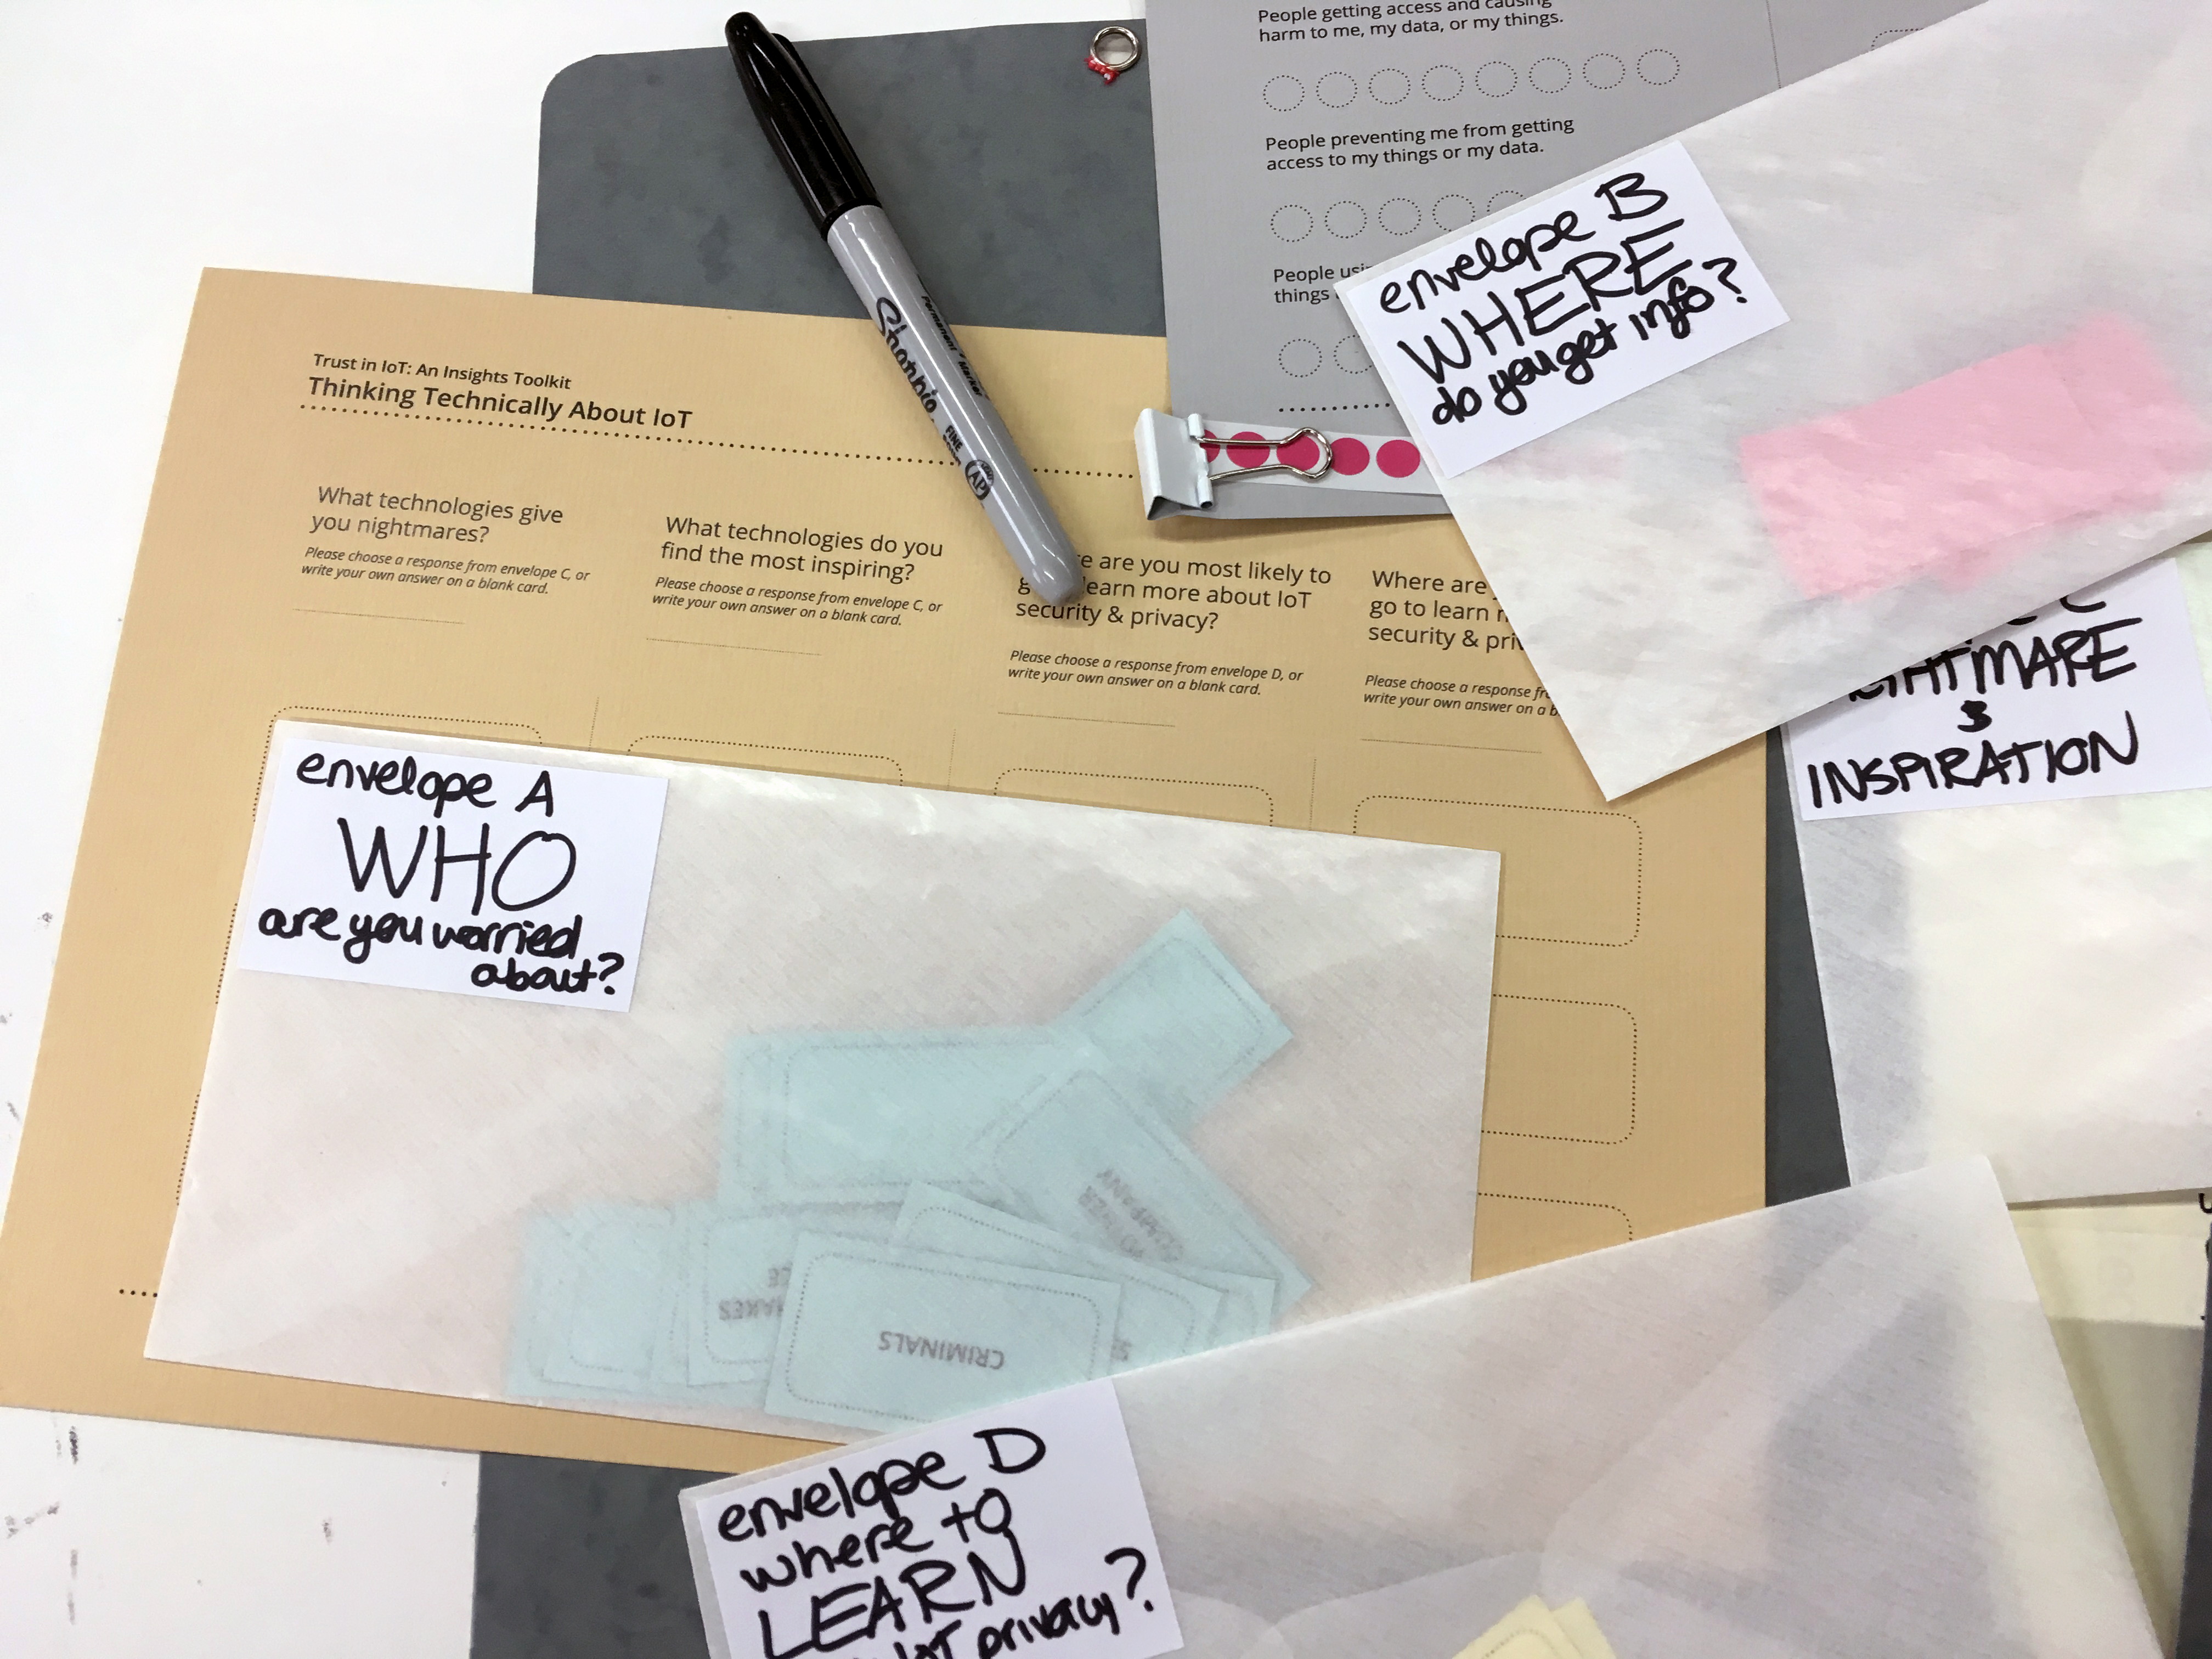 People getting access and causing
harm to me, my data, or my things.
People preventing me from getting
access to my things or my data.
People
things
envelope B
WHERE
do you get info?
Sharpie
Permanent Marker
FINE
AP
Trust in IoT: An Insights Toolkit
Thinking Technically About IoT
What technologies give
you nightmares?
Please choose a response from envelope C, or
write your own answer on a blank card.
What technologies do you
find the most inspiring?
Please choose a response from envelope C, or
write your own answer on a blank card.
are you most likely to
learn more about IoT
security & privacy?
Please choose a response from envelope D, or
write your own answer on a blank card.
Where are
go to learn
security &
Please choose a response
write your own answer on a
NIGHTMARE
&
INSPIRATION
envelope A
WHO
are you worried
about?
COMPANY
CRIMINALS
envelope D
where to
LEARN
IoT privacy?